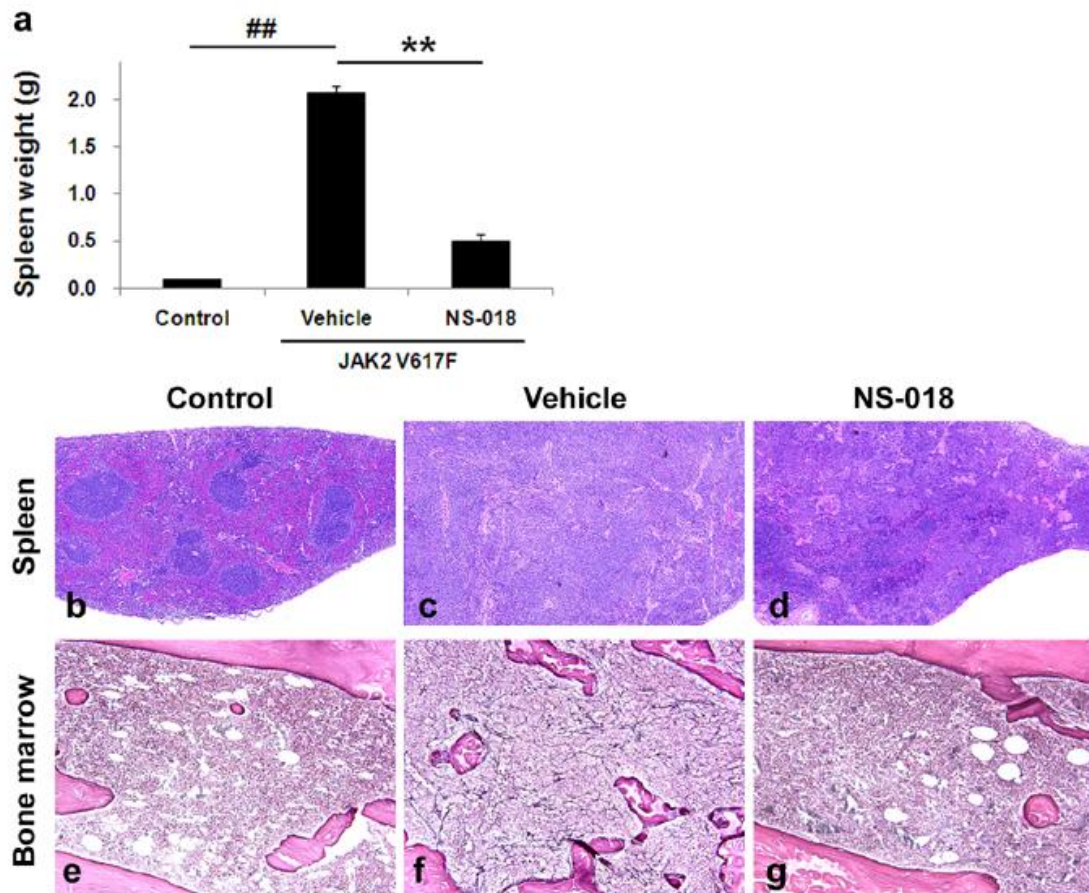 a
## **
Spleen weight (g)
2.0
1.5
1.0
0.5
0.0
Control Vehicle NS-018
JAK2 V617F
Control Vehicle NS-018
Spleen
b c d
Bone marrow
e f g